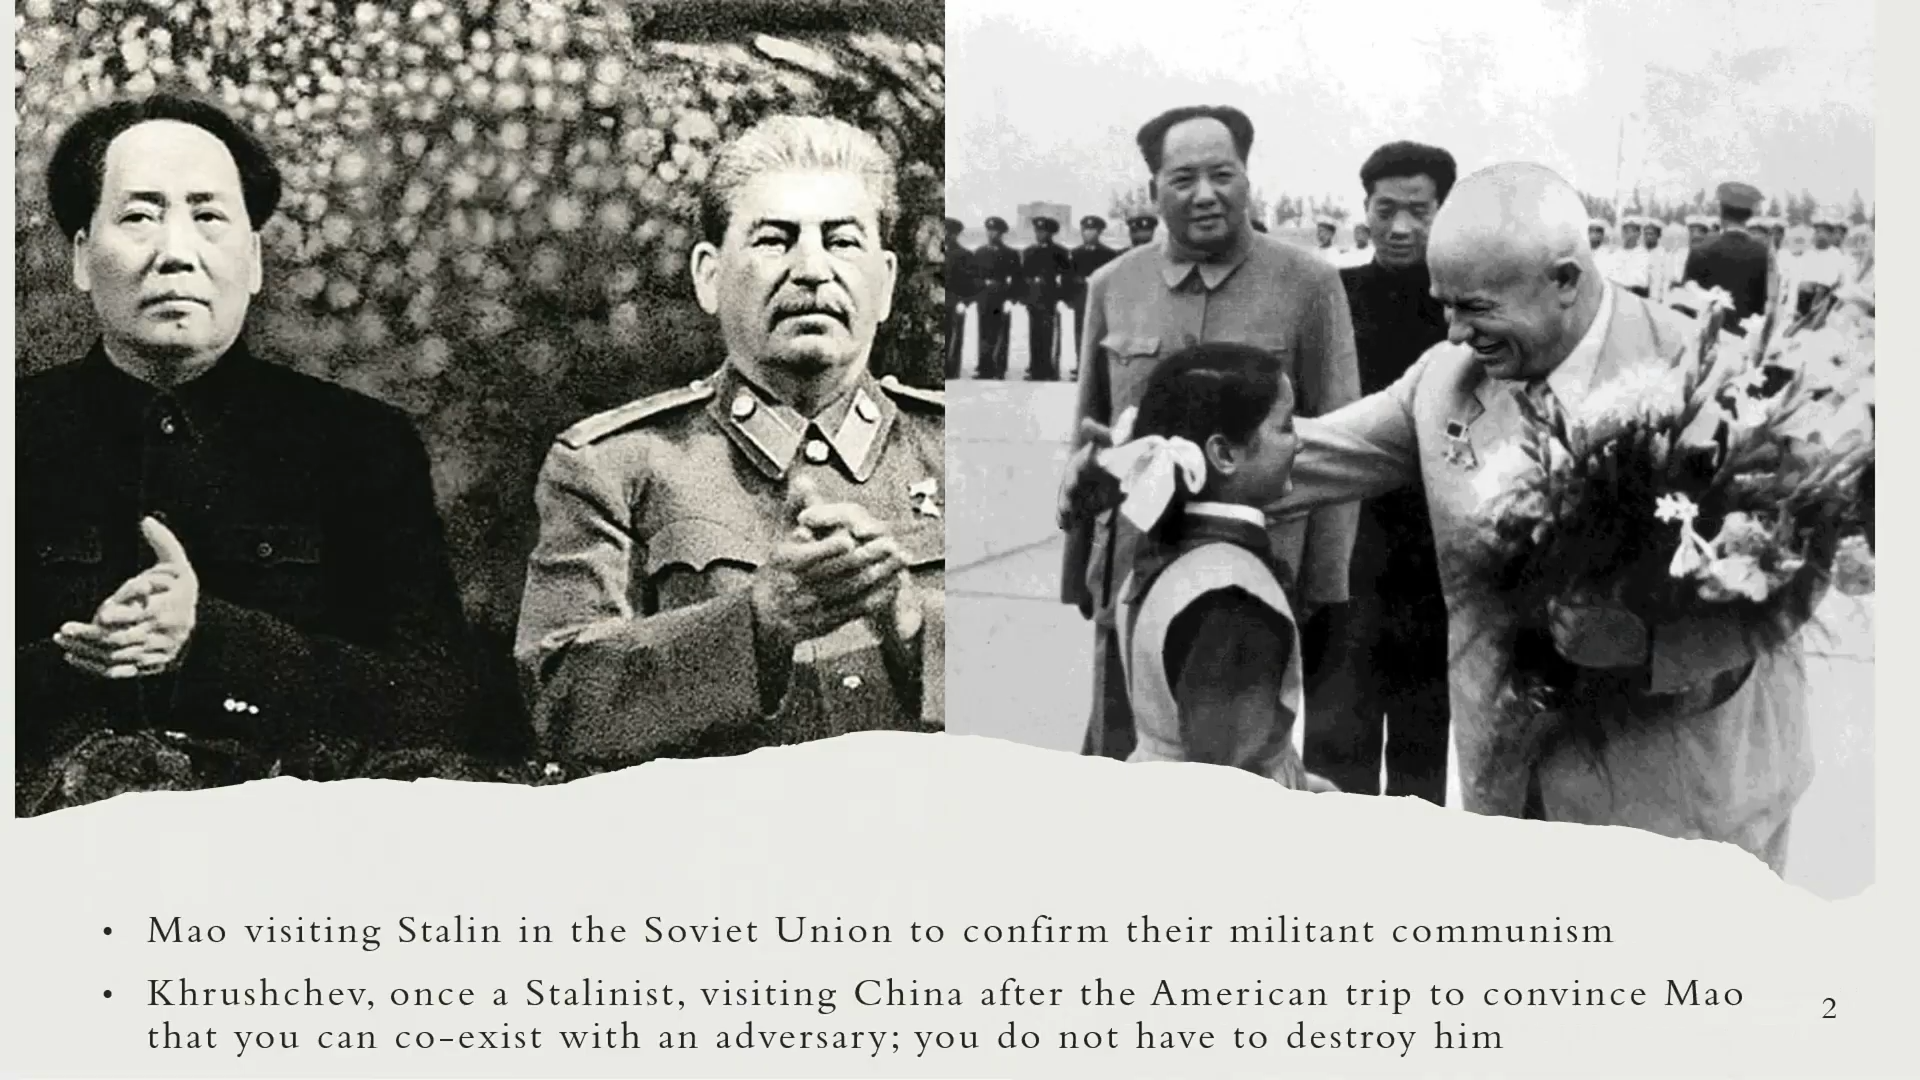 • Mao visiting Stalin in the Soviet Union to confirm their militant communism
• Khrushchev, once a Stalinist, visiting China after the American trip to convince Mao
that you can co-exist with an adversary; you do not have to destroy him
2